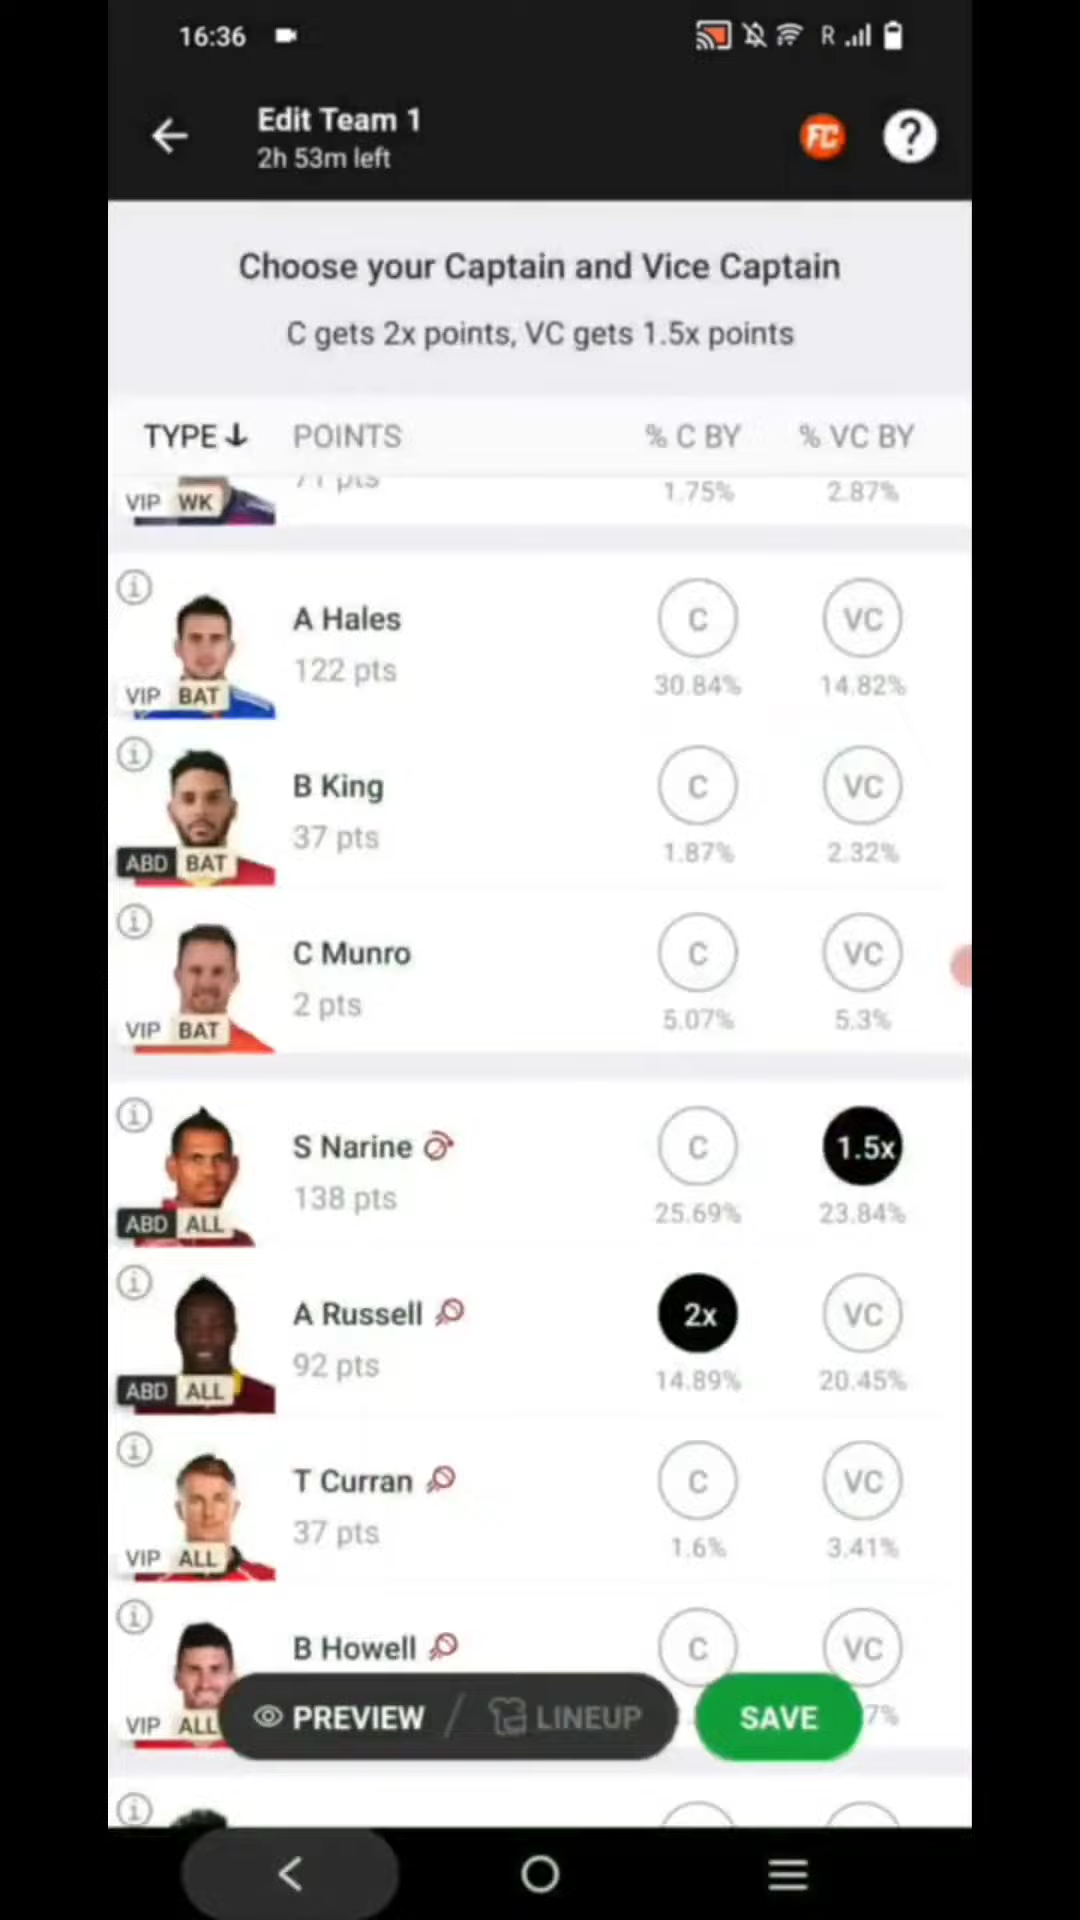 16:36
R
Edit Team 1
2h 53m left
FC
?
Choose your Captain and Vice Captain
C gets 2x points, VC gets 1.5x points
TYPE POINTS % C BY % VC BY
71 pts 1.75% 2.87%
VIP WK
A Hales C VC
122 pts 30.84% 14.82%
VIP BAT
B King C VC
37 pts 1.87% 2.32%
ABD BAT
C Munro C VC
2 pts 5.07% 5.3%
VIP BAT
S Narine C 1.5x
138 pts 25.69% 23.84%
ABD ALL
A Russell 2x VC
92 pts 14.89% 20.45%
ABD ALL
T Curran C VC
37 pts 1.6% 3.41%
VIP ALL
B Howell C VC
VIP ALL PREVIEW / LINEUP SAVE 7%